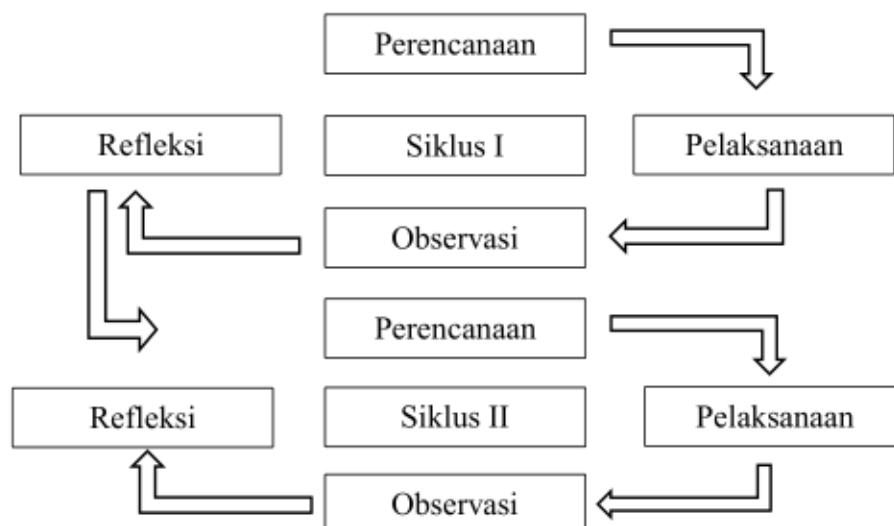 Perencanaan
Refleksi
Siklus I
Pelaksanaan
Observasi
Perencanaan
Refleksi
Siklus II
Pelaksanaan
Observasi